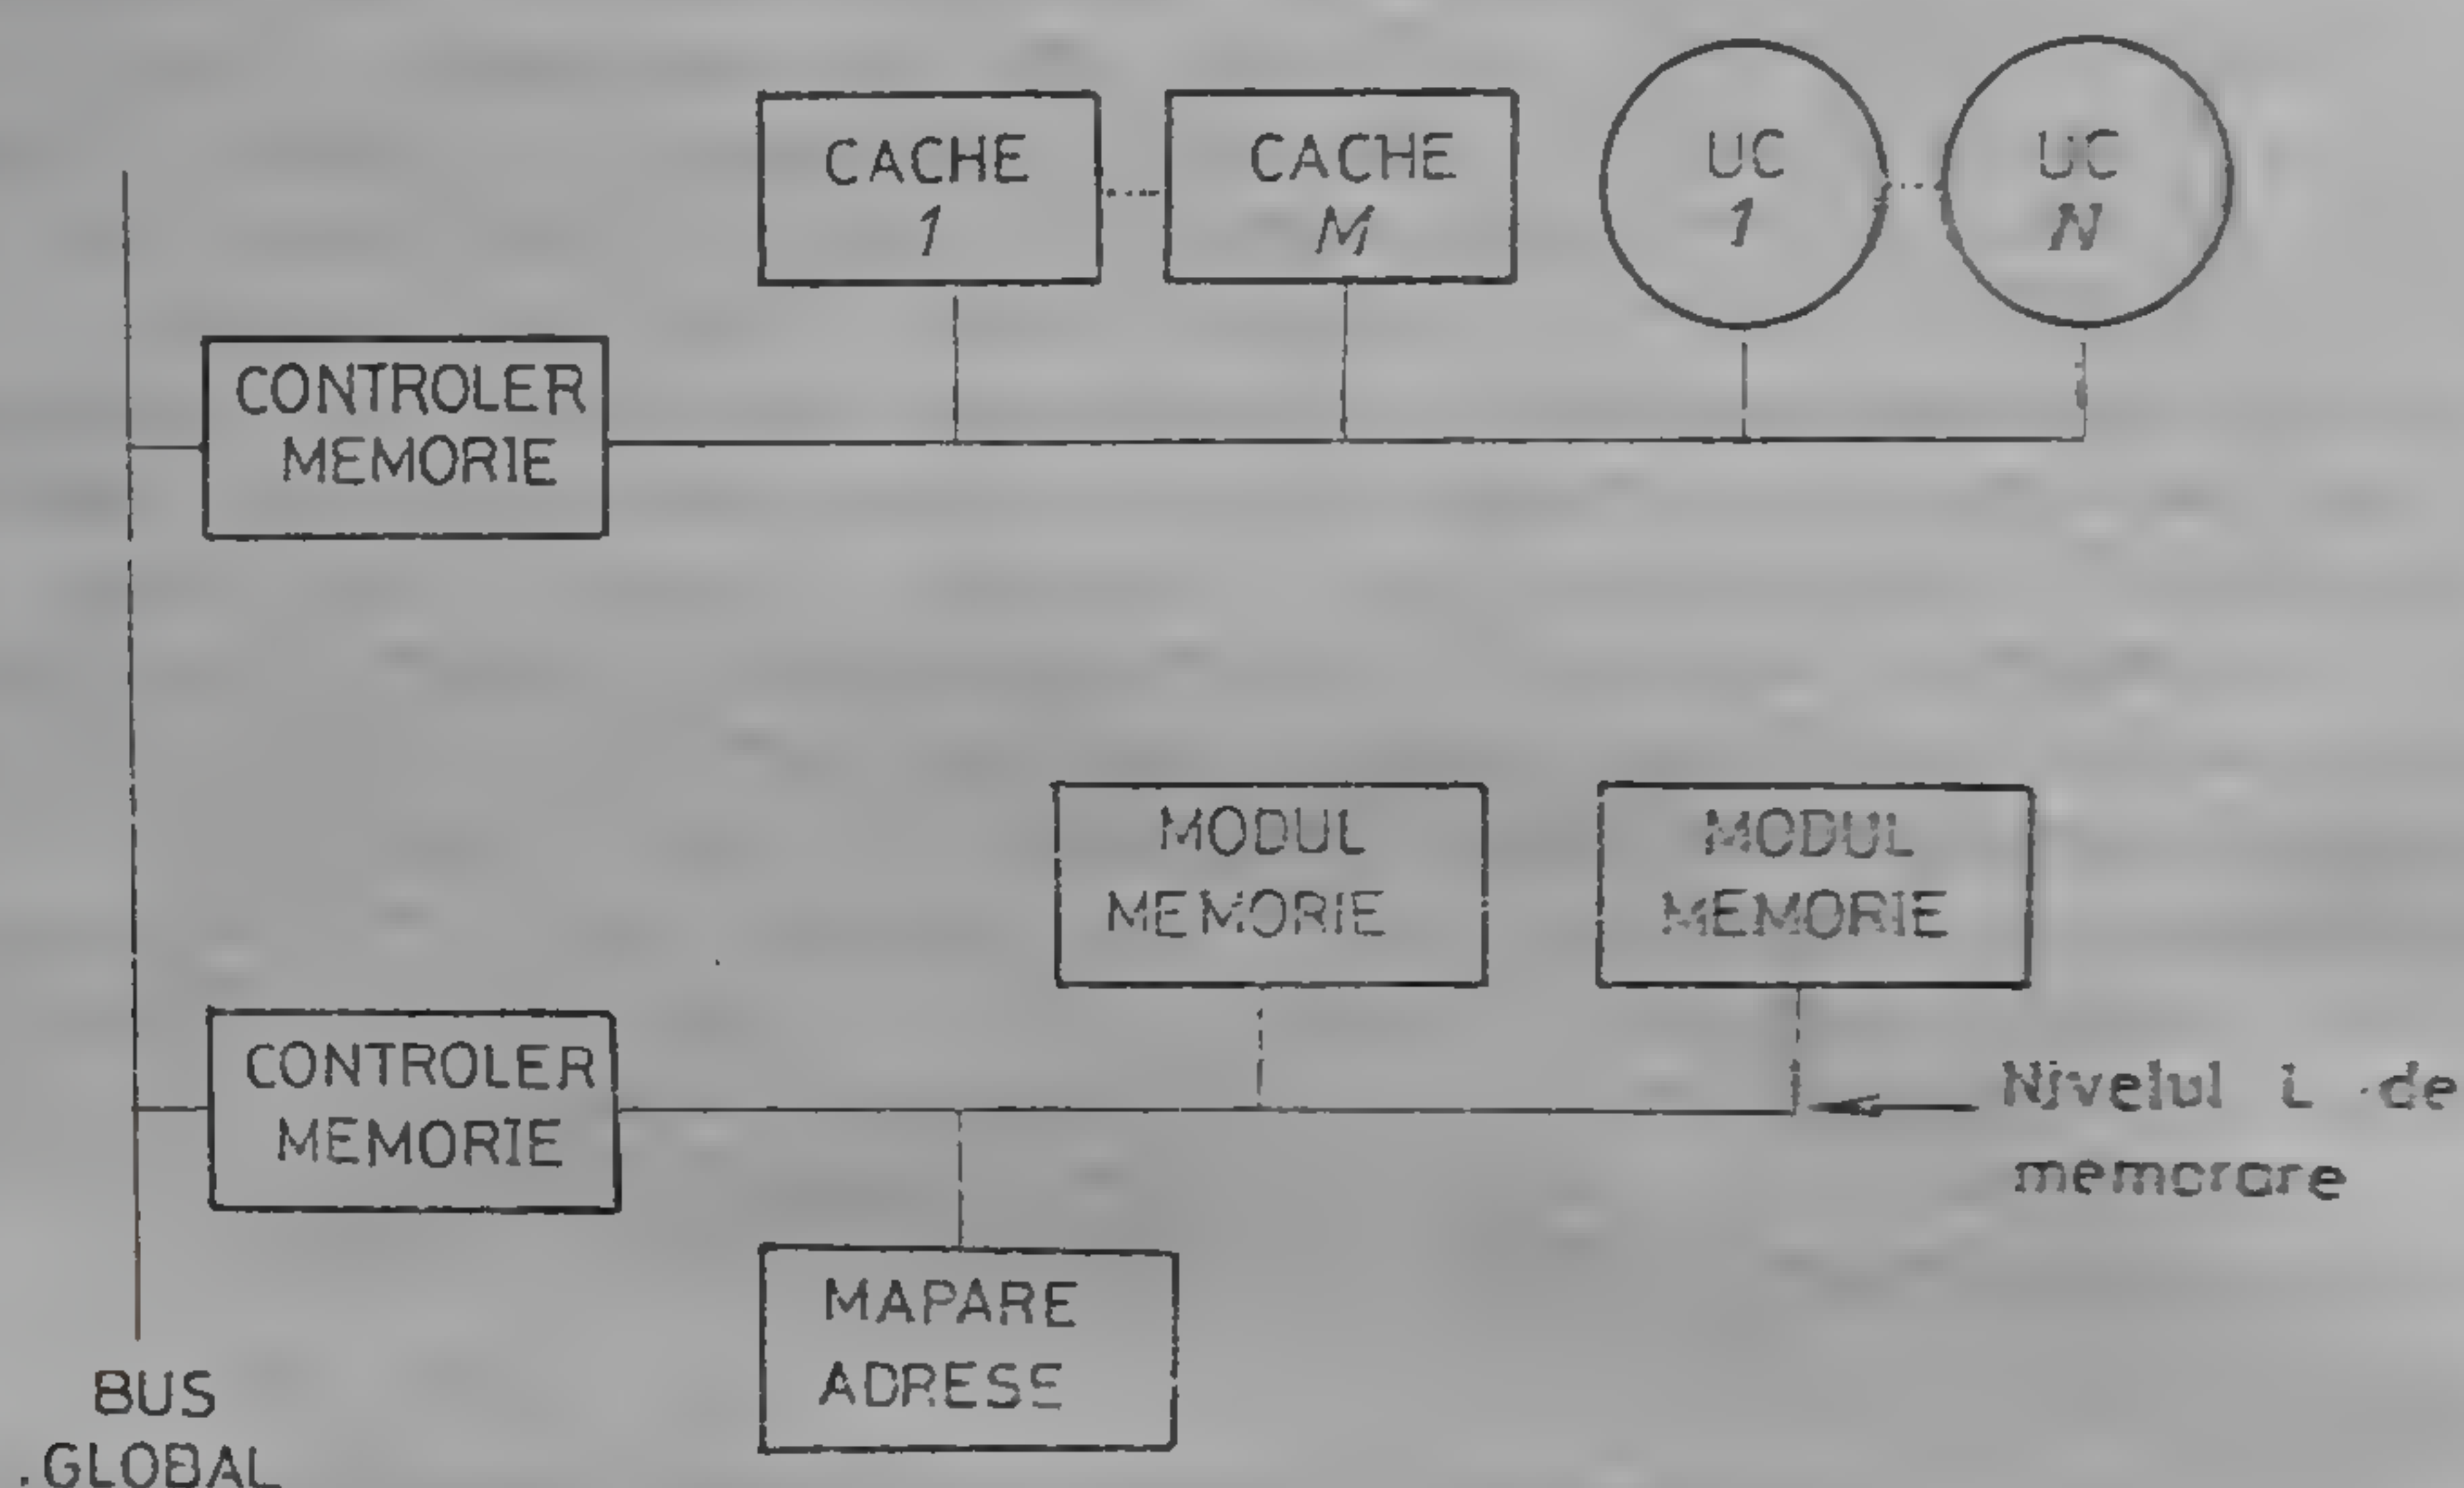 CACHE
1
CACHE
M
UC
1
UC
N
CONTROLER
MEMORIE
MODUL
MEMORIE
MODUL
MEMORIE
CONTROLER
MEMORIE
Nivelul i de
memorare
MAPARE
ADRESE
BUS
GLOBAL